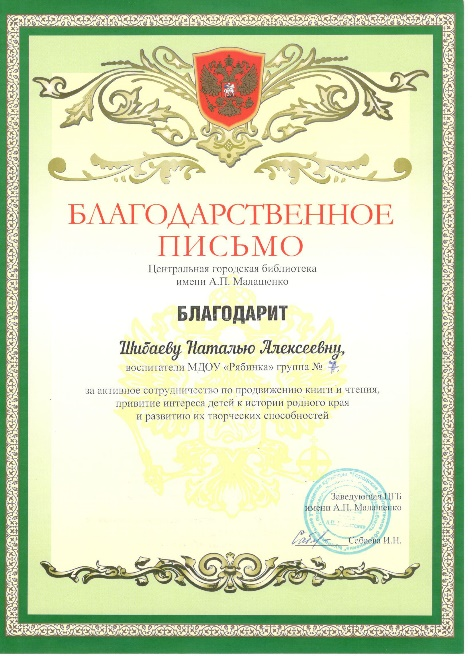 БЛАГОДАРСТВЕННОЕ
ПИСЬМО
Центральная городская библиотека
имени А.П. Малашенко
БЛАГОДАРИТ
Шибаеву Наталью Алексеевну,
воспитателя МДОУ «Рябинка» группа № 7,
за активное сотрудничество по продвижению книги и чтения,
привитие интереса детей к истории родного края
и развитию их творческих способностей
Заведующая ЦГБ
имени А.П. Малашенко
И.И.